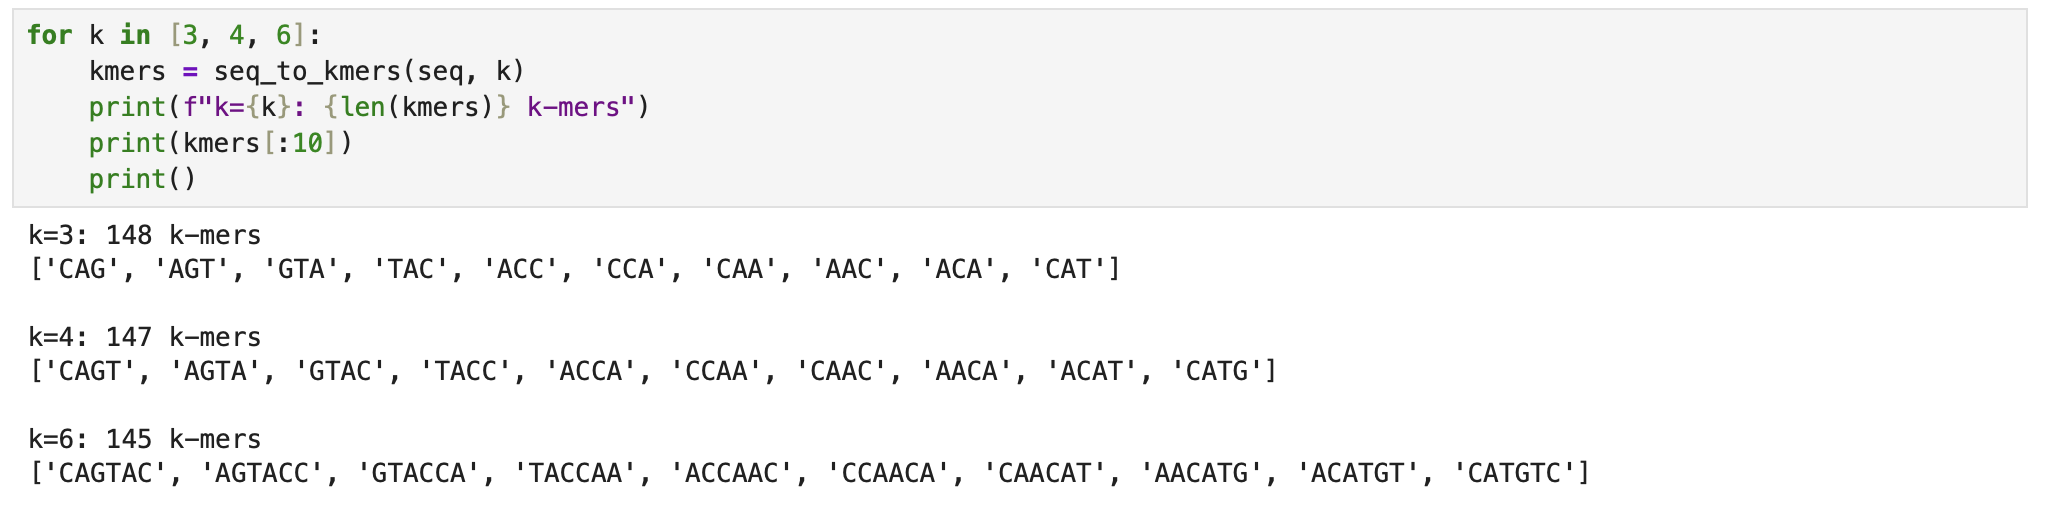 for k in [3, 4, 6]:
    kmers = seq_to_kmers(seq, k)
    print(f"k={k}: {len(kmers)} k-mers")
    print(kmers[:10])
    print()
k=3: 148 k-mers
['CAG', 'AGT', 'GTA', 'TAC', 'ACC', 'CCA', 'CAA', 'AAC', 'ACA', 'CAT']
k=4: 147 k-mers
['CAGT', 'AGTA', 'GTAC', 'TACC', 'ACCA', 'CCAA', 'CAAC', 'AACA', 'ACAT', 'CATG']
k=6: 145 k-mers
['CAGTAC', 'AGTACC', 'GTACCA', 'TACCAA', 'ACCAAC', 'CCAACA', 'CAACAT', 'AACATG', 'ACATGT', 'CATGTC']